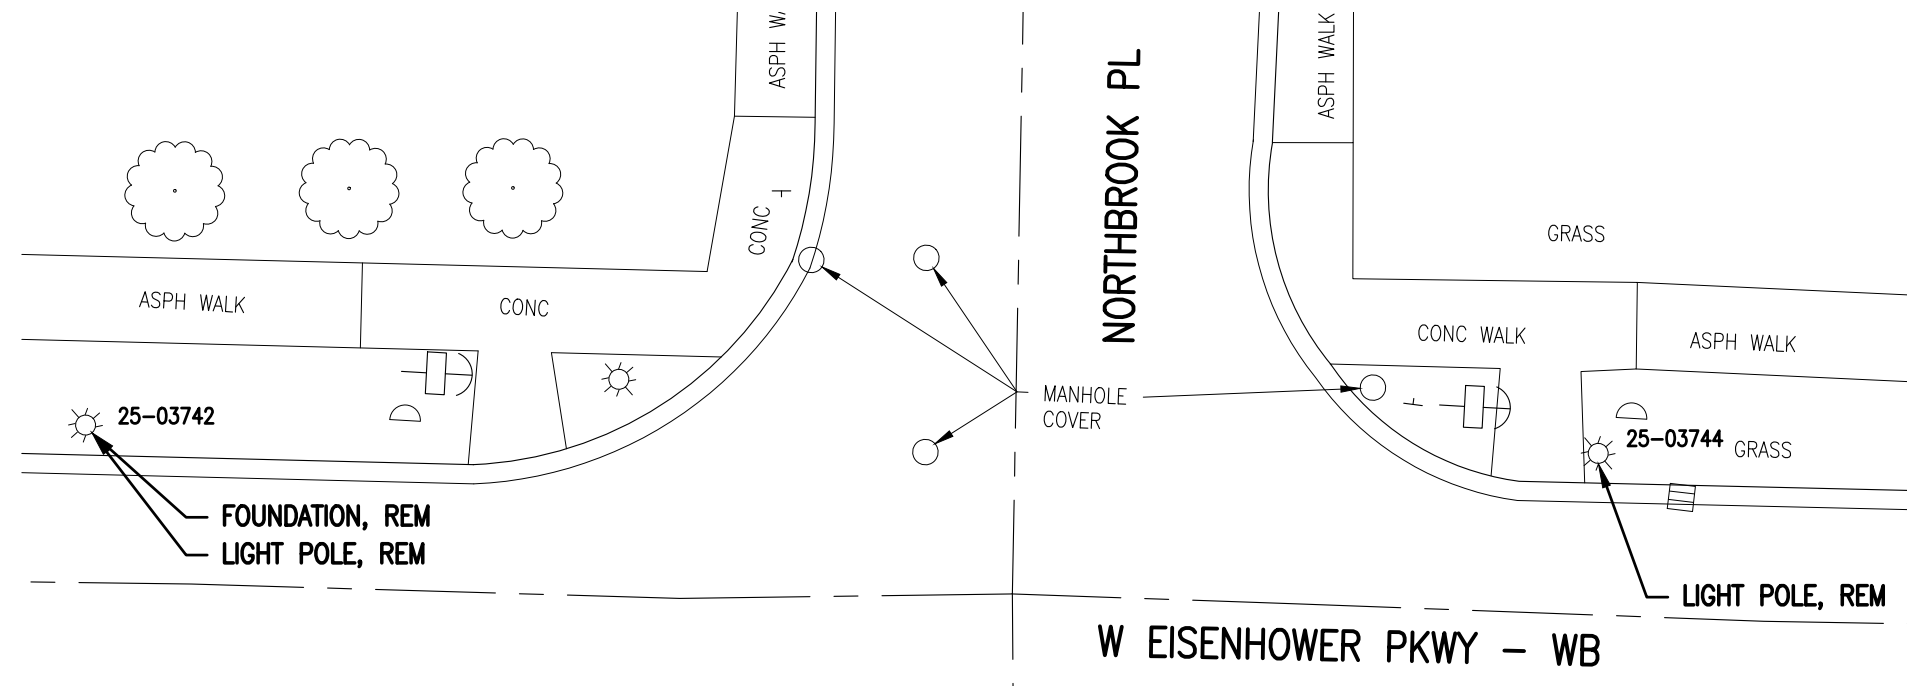 ASPH W
ASPH WALK
NORTHBROOK PL
CONC
GRASS
ASPH WALK
CONC
CONC WALK
ASPH WALK
MANHOLE
COVER
25-03742
25-03744
GRASS
FOUNDATION, REM
LIGHT POLE, REM
LIGHT POLE, REM
W EISENHOWER PKWY - WB